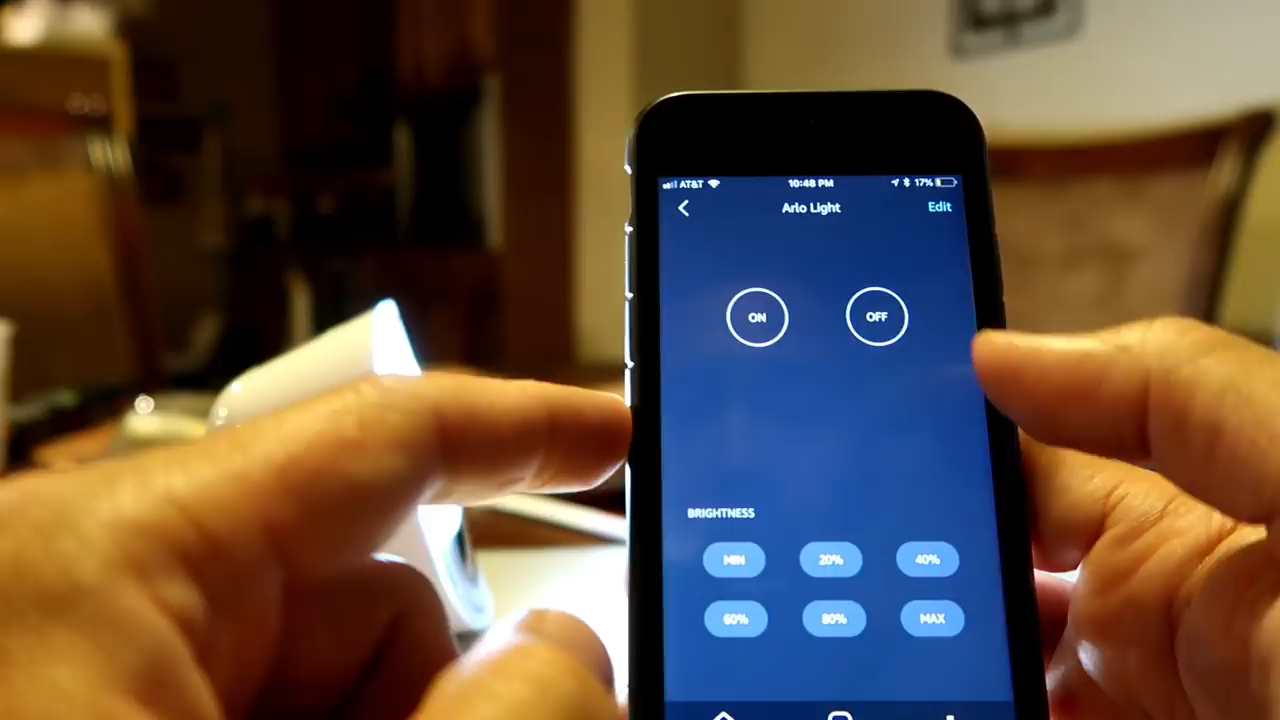 AT&T 10:48 PM 17%
Arlo Light Edit
ON OFF
BRIGHTNESS
MIN 20% 40%
60% 80% MAX